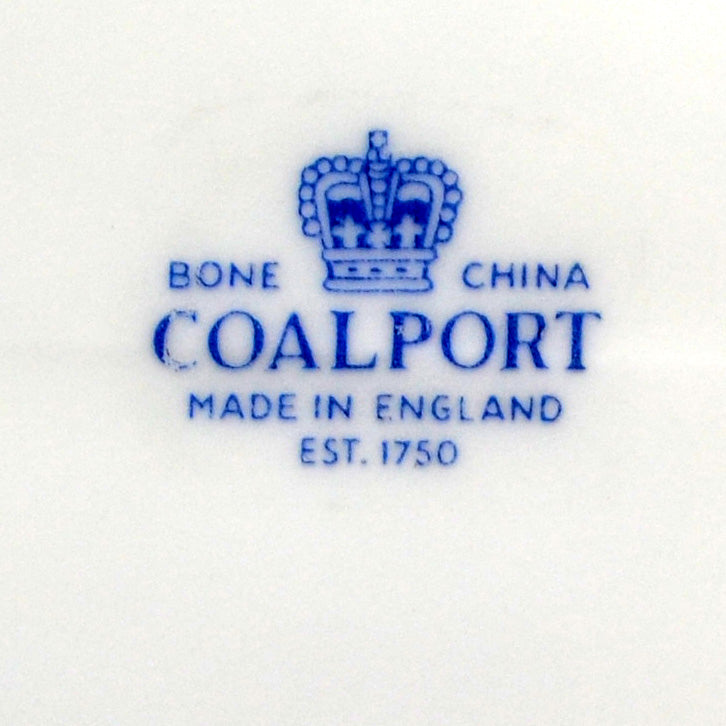 BONE CHINA
COALPORT
MADE IN ENGLAND
EST. 1750